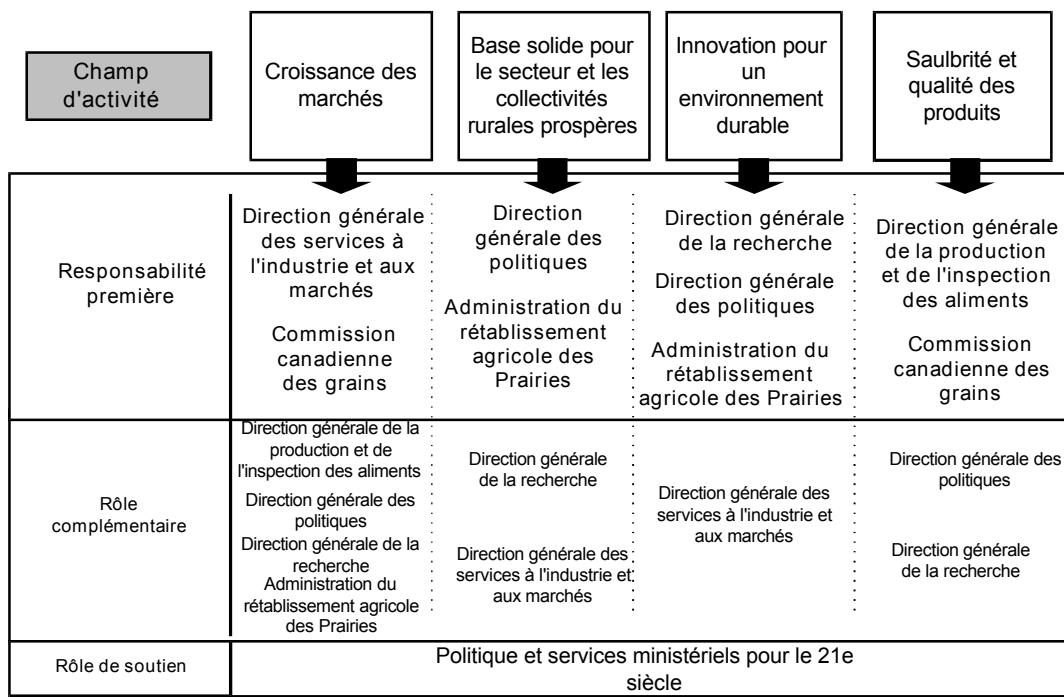 Champ
d'activité
Croissance des
marchés
Base solide pour
le secteur et les
collectivités
rurales prospères
Innovation pour
un
environnement
durable
Saulbrité et
qualité des
produits
Responsabilité
première
Direction générale
des services à
l'industrie et aux
marchés
Commission
canadienne
des grains
Direction
générale des
politiques
Administration du
rétablissement
agricole des
Prairies
Direction générale
de la recherche
Direction générale
des politiques
Administration du
rétablissement
agricole des Prairies
Direction générale
de la production
et de l'inspection
des aliments
Commission
canadienne des
grains
Rôle
complémentaire
Direction générale de la
production et de
l'inspection des aliments
Direction générale des
politiques
Direction générale de la
recherche
Administration du
rétablissement agricole
des Prairies
Direction générale
de la recherche
Direction générale des
services à l'industrie et
aux marchés
Direction générale des
services à l'industrie et
aux marchés
Direction générale des
politiques
Direction générale
de la recherche
Rôle de soutien
Politique et services ministériels pour le 21e
siècle